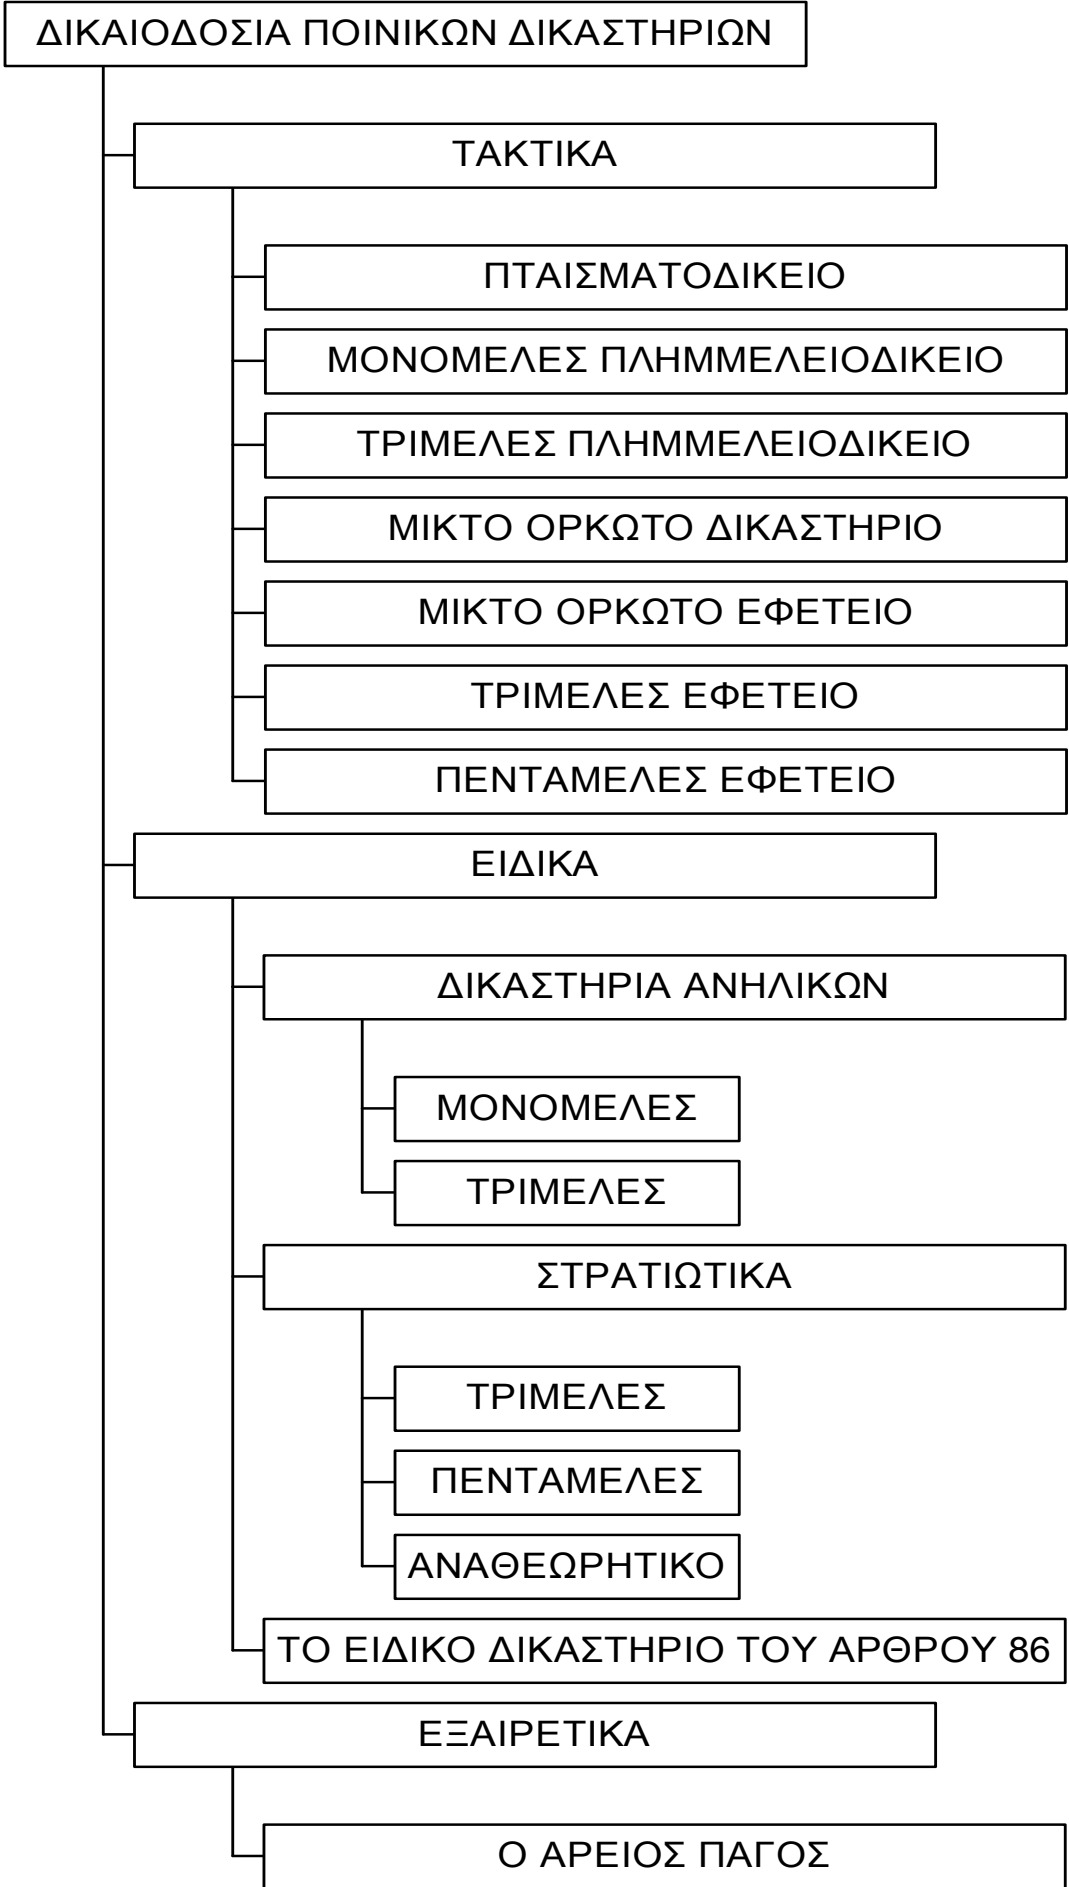 ΔΙΚΑΙΟΔΟΣΙΑ ΠΟΙΝΙΚΩΝ ΔΙΚΑΣΤΗΡΙΩΝ
ΤΑΚΤΙΚΑ
ΠΤΑΙΣΜΑΤΟΔΙΚΕΙΟ
ΜΟΝΟΜΕΛΕΣ ΠΛΗΜΜΕΛΕΙΟΔΙΚΕΙΟ
ΤΡΙΜΕΛΕΣ ΠΛΗΜΜΕΛΕΙΟΔΙΚΕΙΟ
ΜΙΚΤΟ ΟΡΚΩΤΟ ΔΙΚΑΣΤΗΡΙΟ
ΜΙΚΤΟ ΟΡΚΩΤΟ ΕΦΕΤΕΙΟ
ΤΡΙΜΕΛΕΣ ΕΦΕΤΕΙΟ
ΠΕΝΤΑΜΕΛΕΣ ΕΦΕΤΕΙΟ
ΕΙΔΙΚΑ
ΔΙΚΑΣΤΗΡΙΑ ΑΝΗΛΙΚΩΝ
ΜΟΝΟΜΕΛΕΣ
ΤΡΙΜΕΛΕΣ
ΣΤΡΑΤΙΩΤΙΚΑ
ΤΡΙΜΕΛΕΣ
ΠΕΝΤΑΜΕΛΕΣ
ΑΝΑΘΕΩΡΗΤΙΚΟ
ΤΟ ΕΙΔΙΚΟ ΔΙΚΑΣΤΗΡΙΟ ΤΟΥ ΑΡΘΡΟΥ 86
ΕΞΑΙΡΕΤΙΚΑ
Ο ΑΡΕΙΟΣ ΠΑΓΟΣ